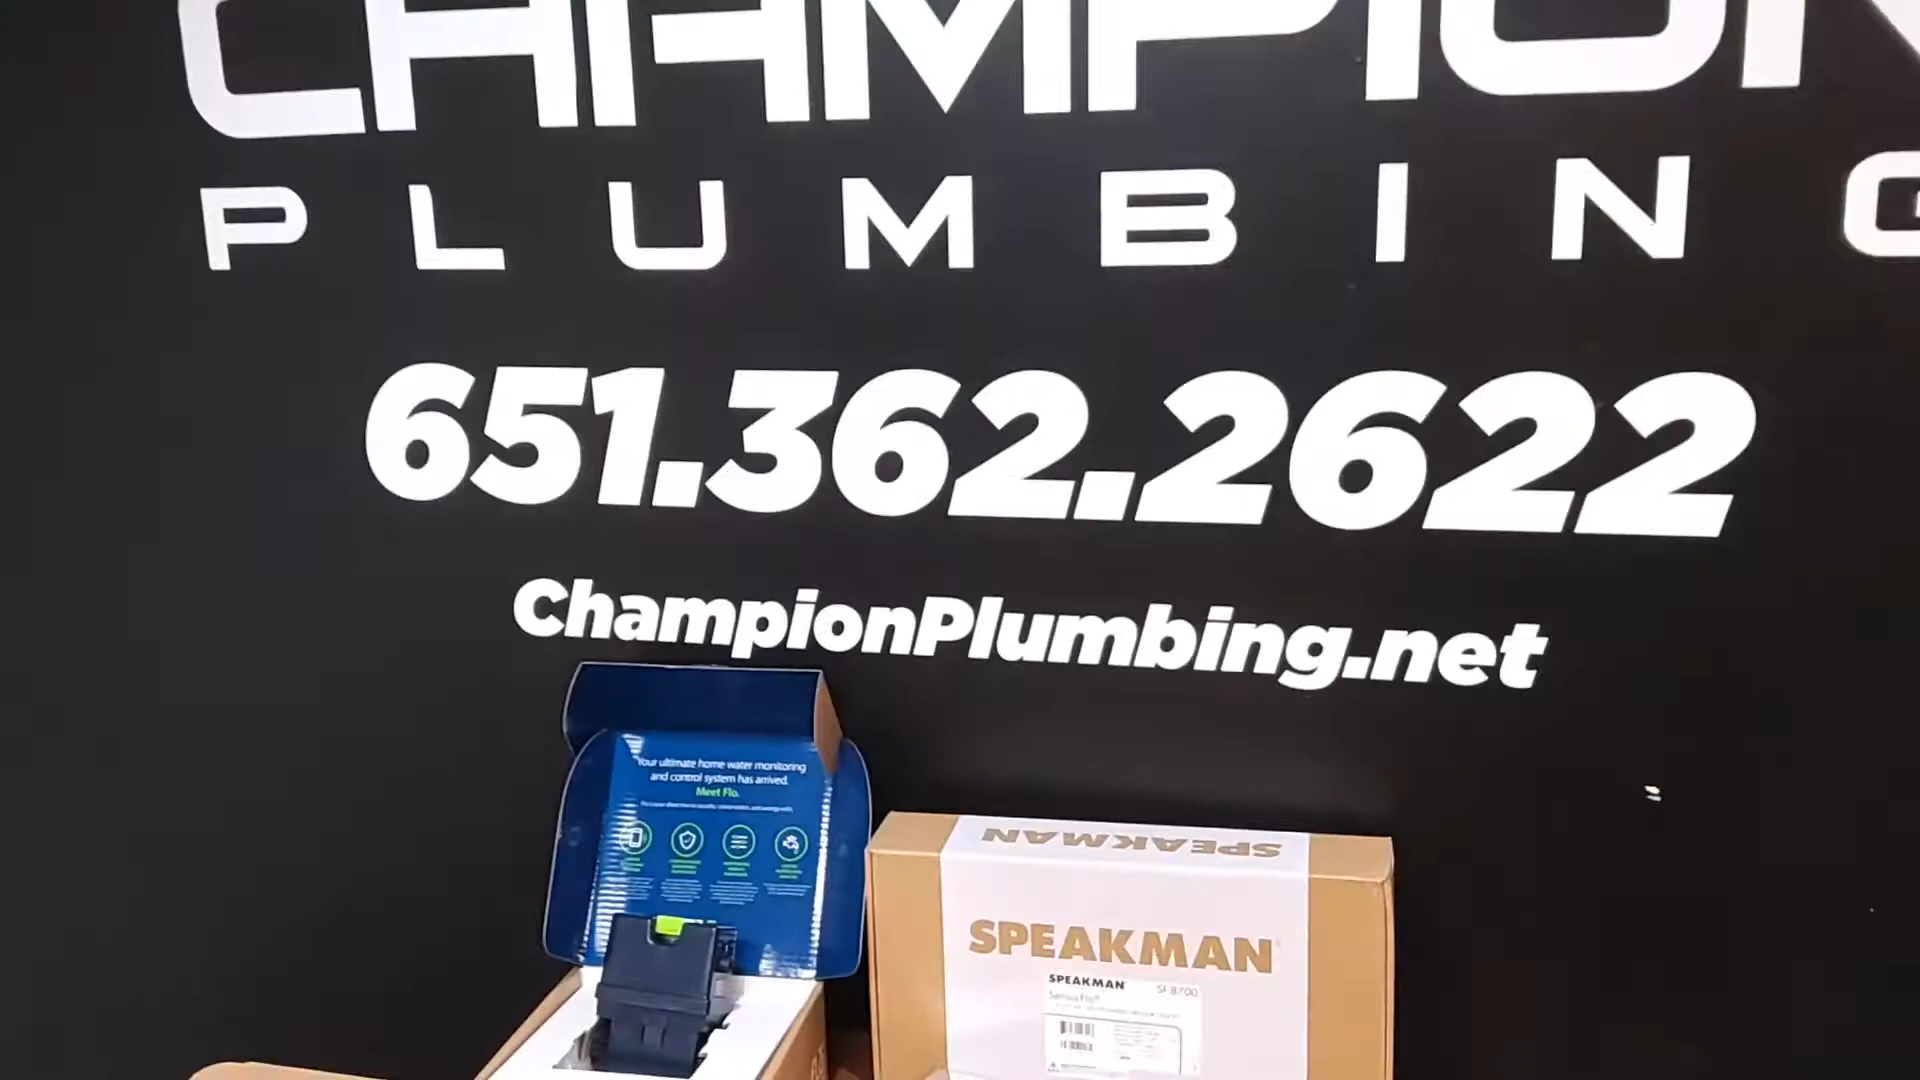 CHAMPION
PLUMBING
651.362.2622
ChampionPlumbing.net
Your ultimate home water monitoring
and control system has arrived.
Meet Flo.
SPEAKMAN
SPEAKMAN
SPEAKMAN